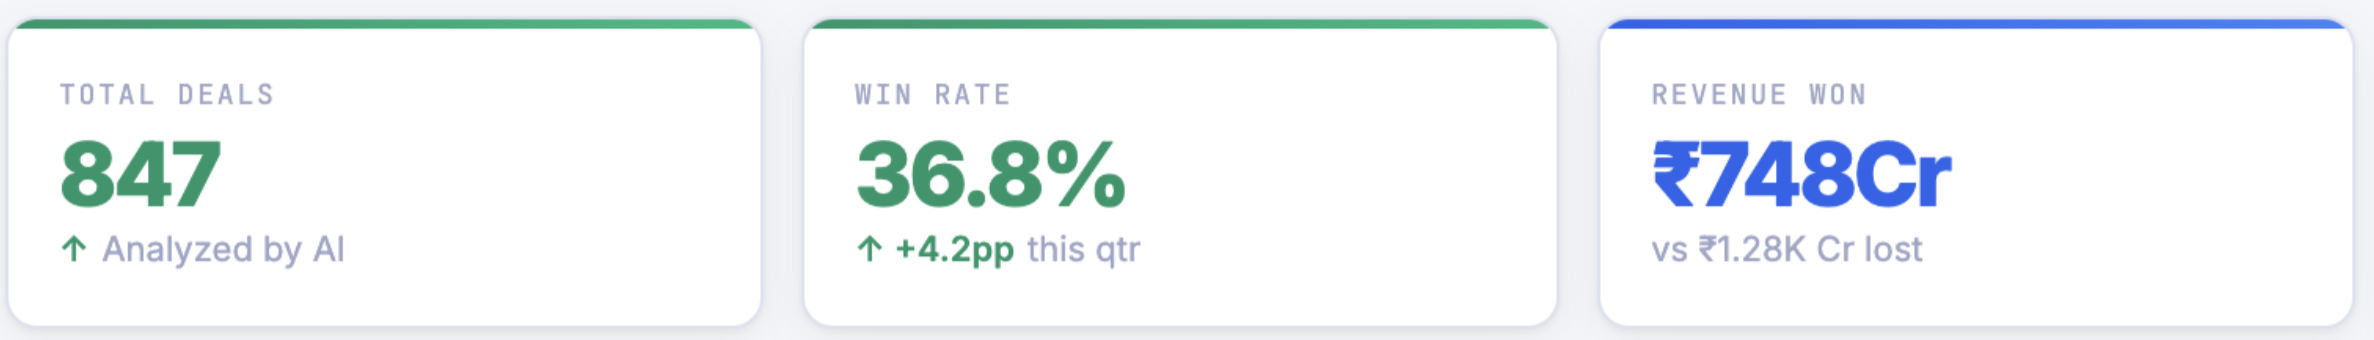 TOTAL DEALS
847
↑ Analyzed by AI
WIN RATE
36.8%
↑ +4.2pp this qtr
REVENUE WON
₹748Cr
vs ₹1.28K Cr lost